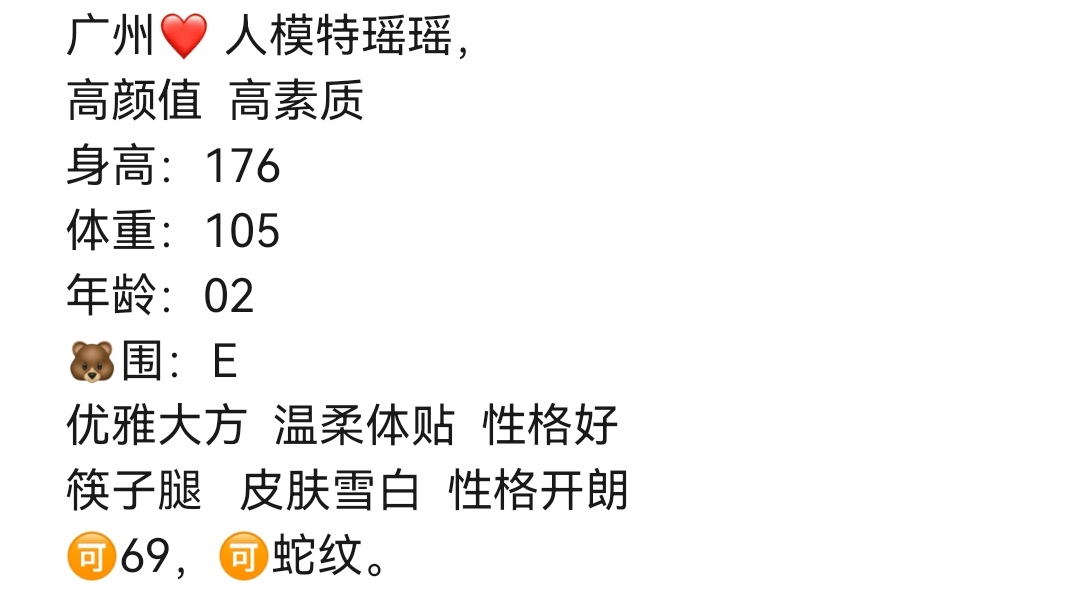 广州❤️ 人模特瑶瑶，
高颜值 高素质
身高：176
体重：105
年龄：02
🐻围：E
优雅大方 温柔体贴 性格好
筷子腿 皮肤雪白 性格开朗
🉑69，🉑蛇纹。